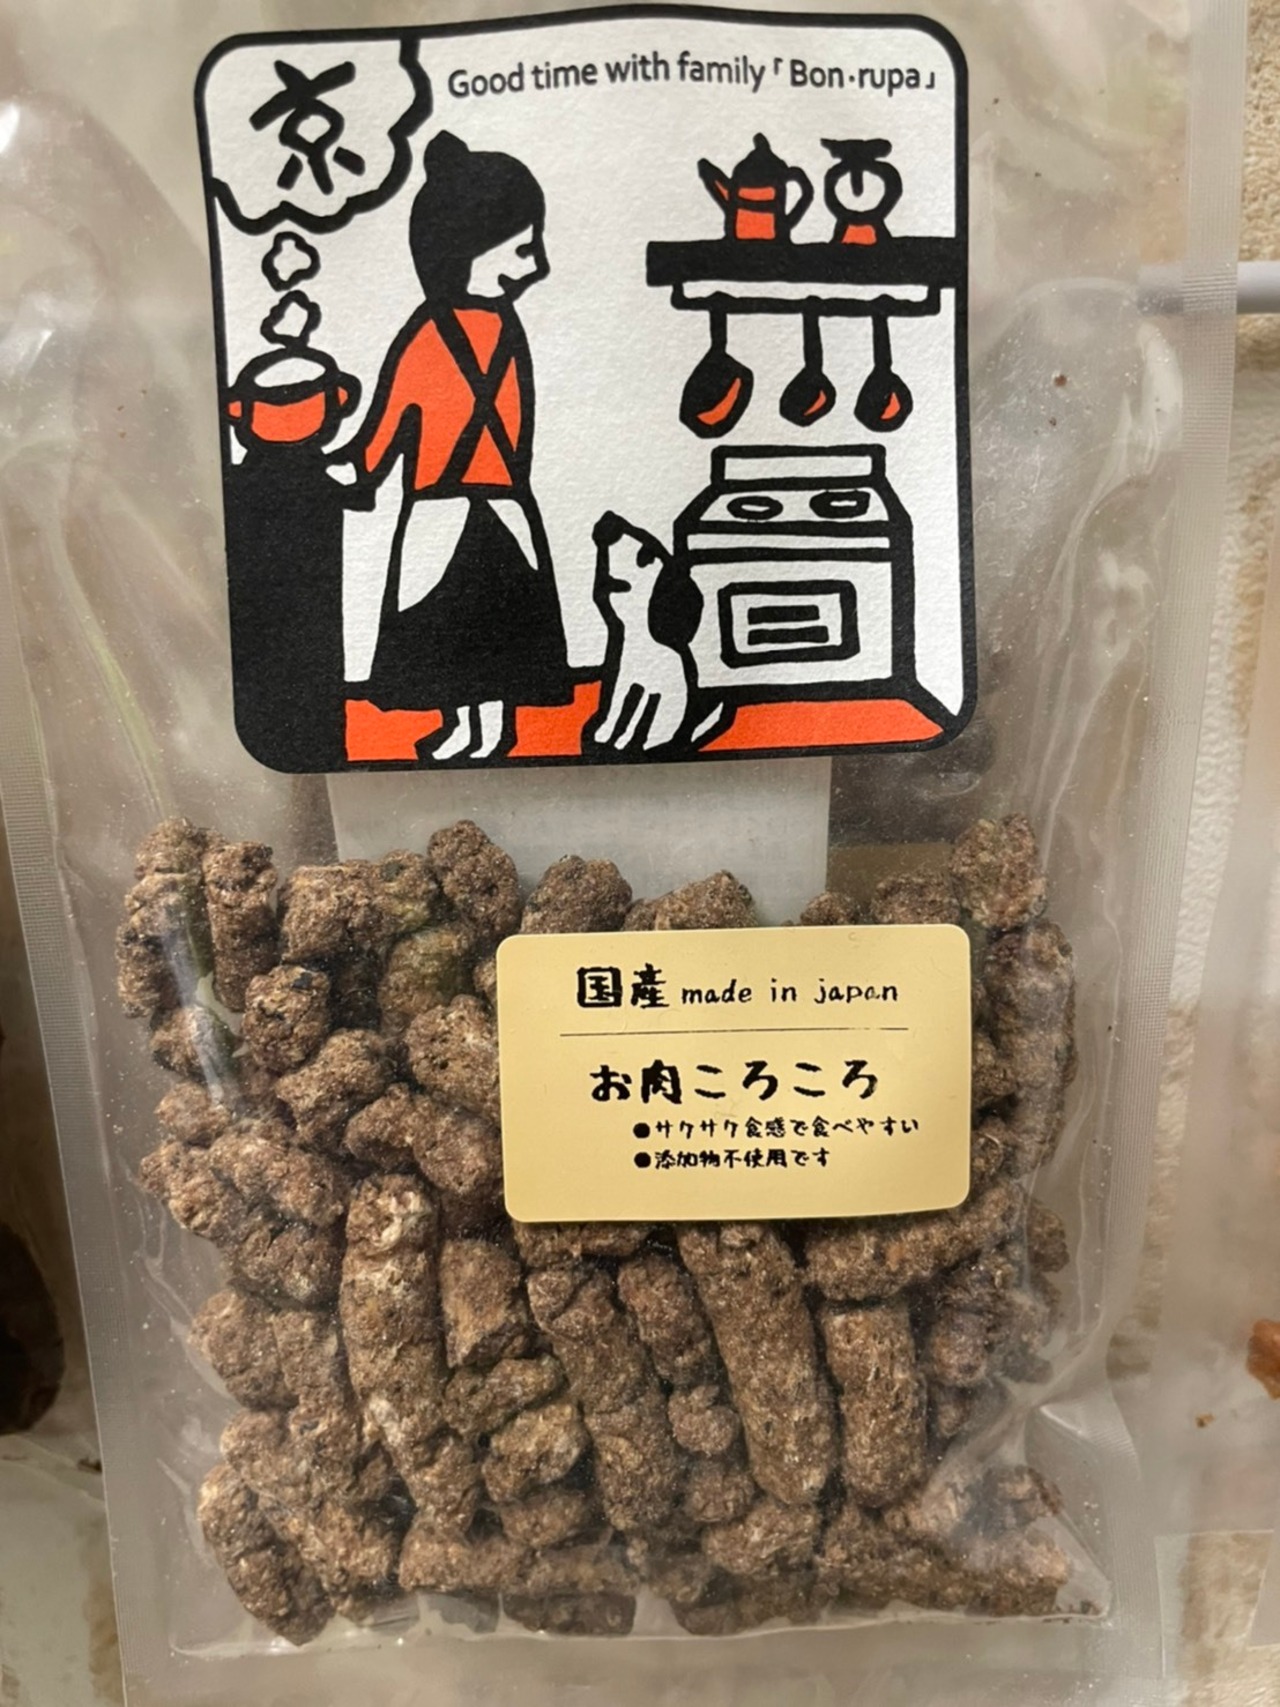 京
Good time with family「Bon·rupa」
国産 made in japan
お肉ころころ
●サクサク食感で食べやすい
●添加物不使用です